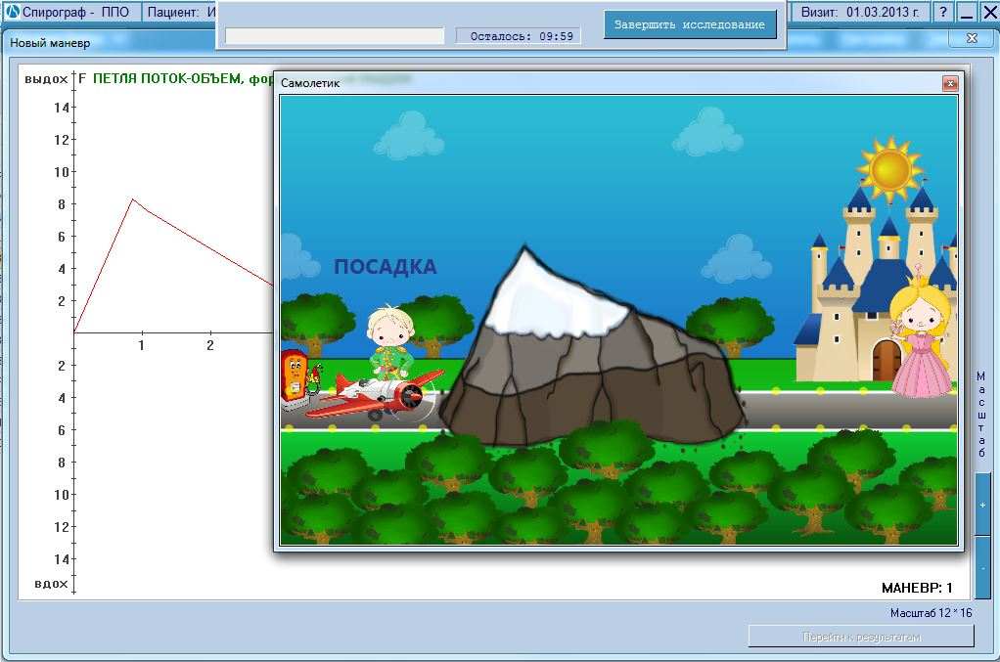 Спирограф - ППО
Пациент: И
Осталось: 09:59
Завершить исследование
Визит: 01.03.2013 г.
?
Новый маневр
выдох
F ПЕТЛЯ ПОТОК-ОБЪЕМ, фор
Самолетик
14
12
10
8
6
4
2
1 2
2
4
6
8
10
12
14
вдох
ПОСАДКА
Масштаб
+
-
МАНЕВР: 1
Масштаб 12 * 16
Перейти к результатам